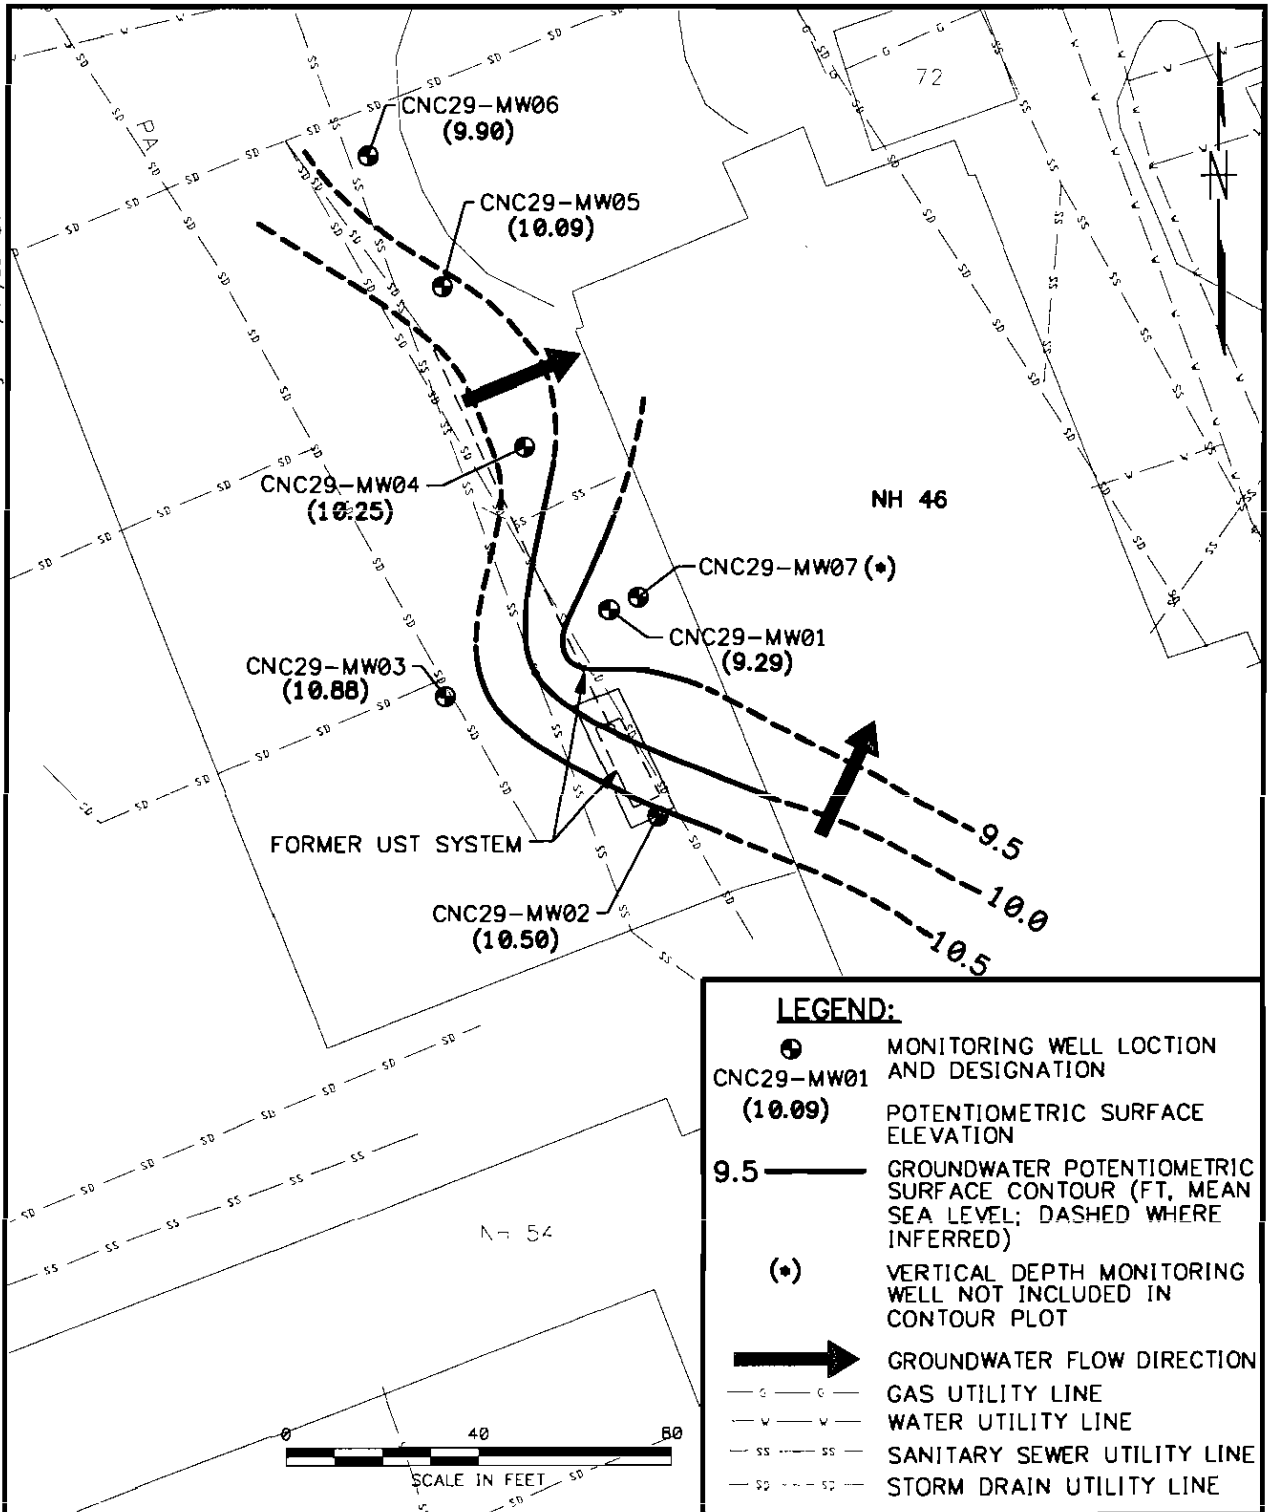 72
PA
CNC29-MW06
(9.90)
CNC29-MW05
(10.09)
CNC29-MW04
(10.25)
NH 46
CNC29-MW07 (*)
CNC29-MW01
(9.29)
CNC29-MW03
(10.88)
FORMER UST SYSTEM
CNC29-MW02
(10.50)
9.5
10.0
10.5
LEGEND:
MONITORING WELL LOCTION
AND DESIGNATION
CNC29-MW01
(10.09)
POTENTIOMETRIC SURFACE
ELEVATION
9.5
GROUNDWATER POTENTIOMETRIC
SURFACE CONTOUR (FT, MEAN
SEA LEVEL; DASHED WHERE
INFERRED)
(*)
VERTICAL DEPTH MONITORING
WELL NOT INCLUDED IN
CONTOUR PLOT
GROUNDWATER FLOW DIRECTION
G G
GAS UTILITY LINE
W W
WATER UTILITY LINE
SS SS
SANITARY SEWER UTILITY LINE
SD SD
STORM DRAIN UTILITY LINE
0 40 80
SCALE IN FEET
N